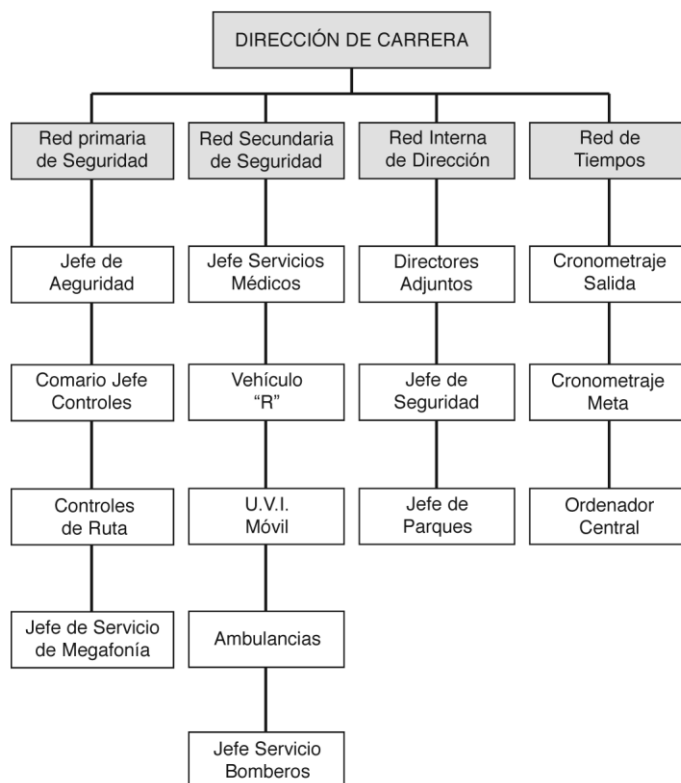 DIRECCIÓN DE CARRERA
Red primaria
de Seguridad
Red Secundaria
de Seguridad
Red Interna
de Dirección
Red de
Tiempos
Jefe de
Aeguridad
Jefe Servicios
Médicos
Directores
Adjuntos
Cronometraje
Salida
Comario Jefe
Controles
Vehículo
“R”
Jefe de
Seguridad
Cronometraje
Meta
Controles
de Ruta
U.V.I.
Móvil
Jefe de
Parques
Ordenador
Central
Jefe de Servicio
de Megafonía
Ambulancias
Jefe Servicio
Bomberos